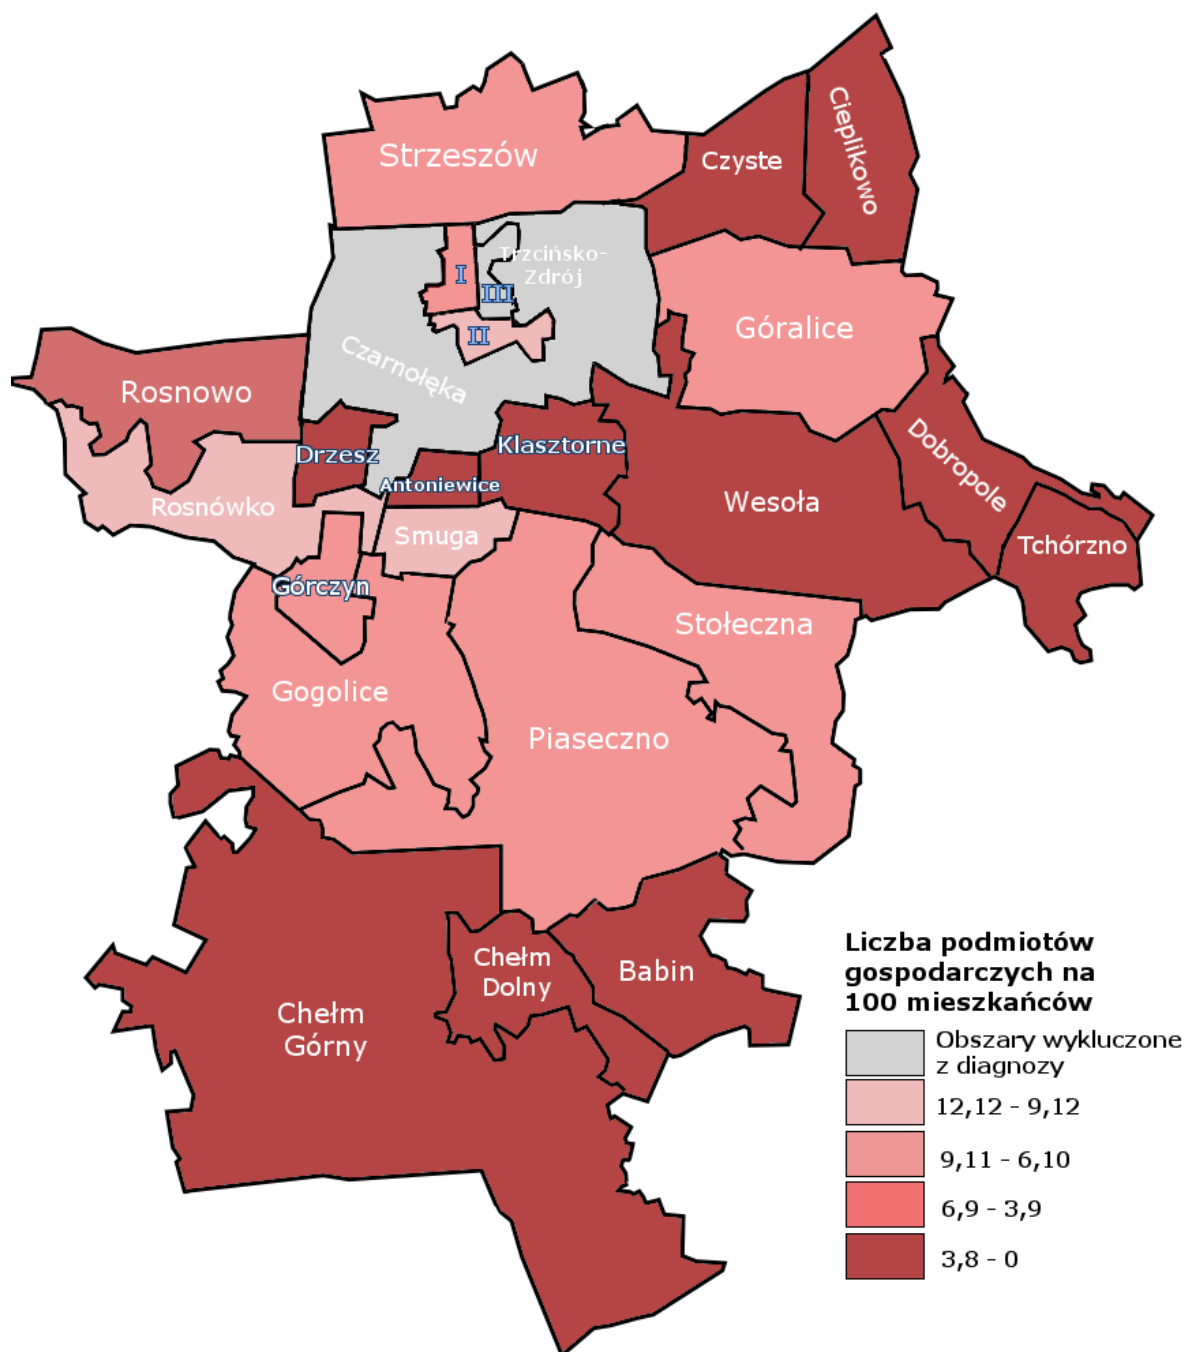 Cieplikowo
Strzeszów
Czyste
Trzcińsko-
Zdrój
I
III
II
Góralice
Czarnołęka
Rosnowo
Drzesz
Klasztorne
Antoniewice
Dobropole
Rosnówko
Wesoła
Smuga
Tchórzno
Górczyn
Stołeczna
Gogolice
Piaseczno
Chełm
Dolny
Babin
Chełm
Górny
Liczba podmiotów
gospodarczych na
100 mieszkańców
Obszary wykluczone
z diagnozy
12,12 - 9,12
9,11 - 6,10
6,9 - 3,9
3,8 - 0